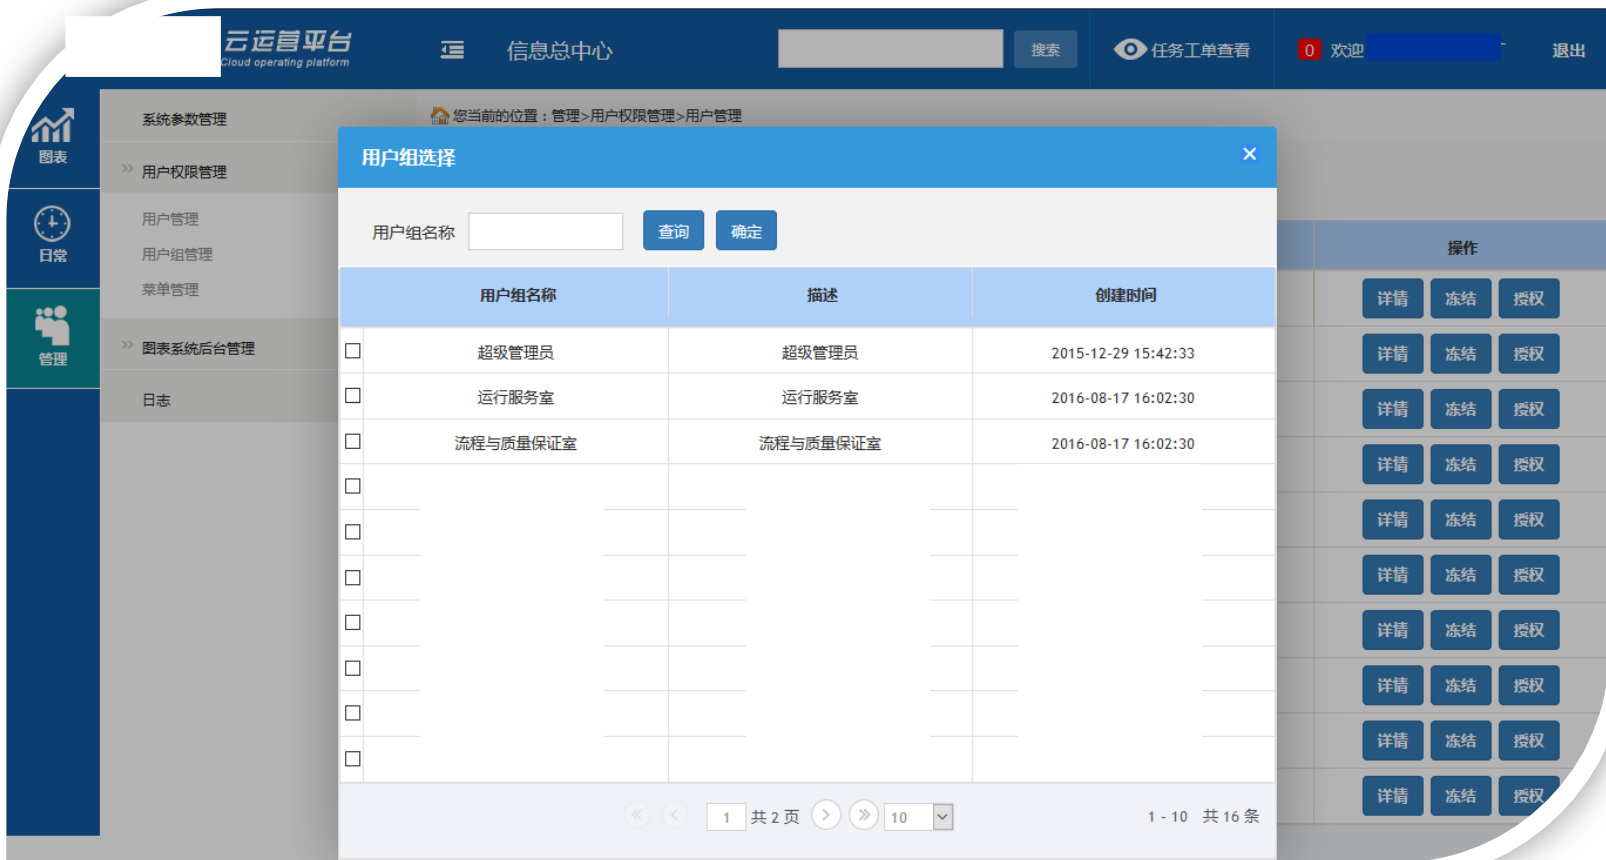 云运营平台
Cloud operating platform
信息总中心
搜索
任务工单查看
0 欢迎
退出
图表
日常
管理
系统参数管理
用户权限管理
用户管理
用户组管理
菜单管理
图表系统后台管理
日志
您当前的位置：管理>用户权限管理>用户管理
用户组选择
用户组名称 查询 确定
用户组名称 描述 创建时间
超级管理员 超级管理员 2015-12-29 15:42:33
运行服务室 运行服务室 2016-08-17 16:02:30
流程与质量保证室 流程与质量保证室 2016-08-17 16:02:30
1 共 2 页 10 1 - 10 共 16 条
操作
详情 冻结 授权
详情 冻结 授权
详情 冻结 授权
详情 冻结 授权
详情 冻结 授权
详情 冻结 授权
详情 冻结 授权
详情 冻结 授权
详情 冻结 授权
详情 冻结 授权